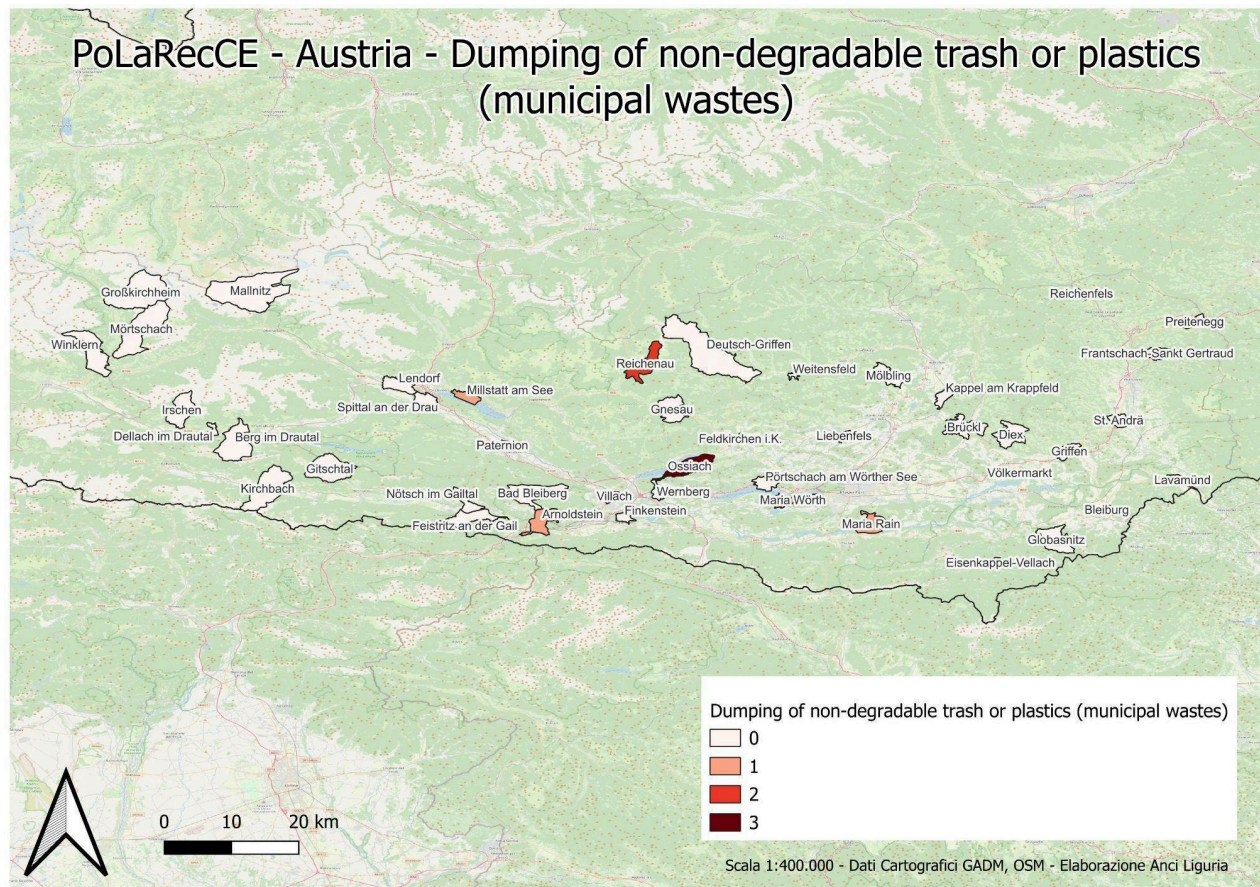 PoLaRecCE - Austria - Dumping of non-degradable trash or plastics
(municipal wastes)
Reichenfels
Großkirchheim
Mallnitz
Preitenegg
Mörtschach
Winklern
Deutsch-Griffen
Frantschach-Sankt Gertraud
Reichenau
Weitensfeld
Mölbling
Lendorf
Millstatt am See
Kappel am Krappfeld
Spittal an der Drau
Irschen
Gnesau
St. Andrä
Dellach im Drautal
Berg im Drautal
Paternion
Feldkirchen i.K.
Liebenfels
Brückl
Diex
Griffen
Gitschtal
Ossiach
Pörtschach am Wörther See
Völkermarkt
Lavamünd
Kirchbach
Nötsch im Gailtal
Bad Bleiberg
Villach
Wernberg
Maria Wörth
Bleiburg
Feistritz an der Gail
Arnoldstein
Finkenstein
Maria Rain
Globasnitz
Eisenkappel-Vellach
Dumping of non-degradable trash or plastics (municipal wastes)
0
1
2
3
0 10 20 km
Scala 1:400.000 - Dati Cartografici GADM, OSM - Elaborazione Anci Liguria